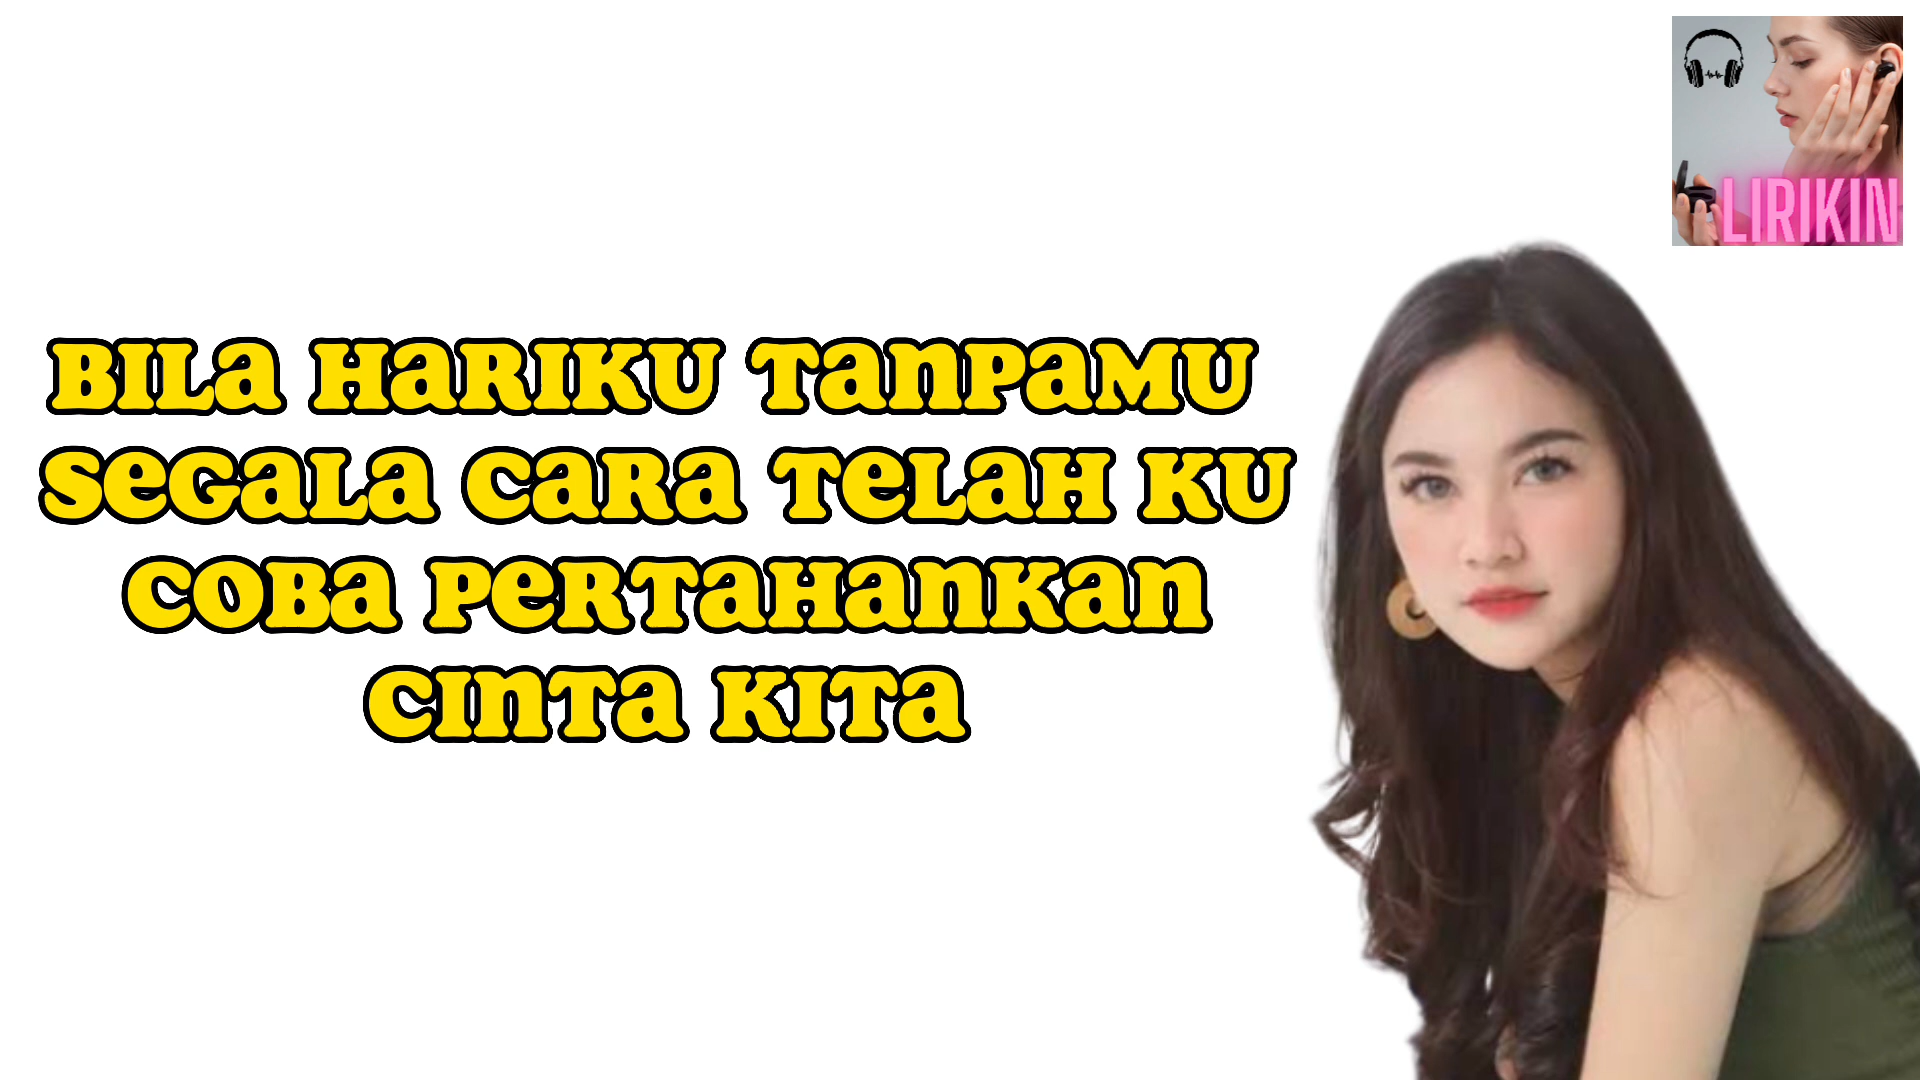 LIRIKIN
BILA HARIKU TANPAMU
SEGALA CARA TELAH KU
COBA PERTAHANKAN
CINTA KITA